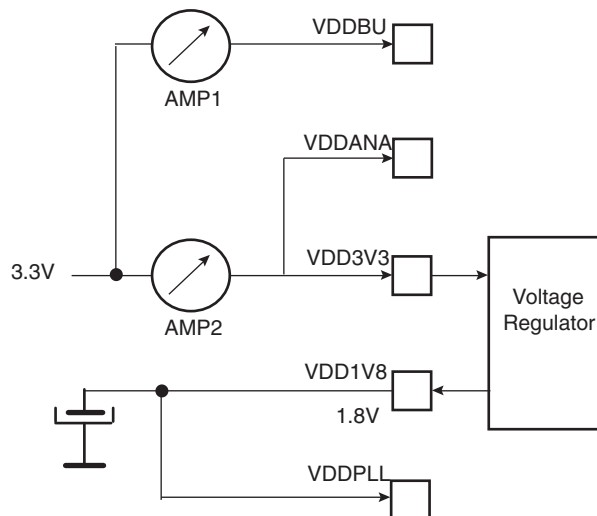 VDDBU
AMP1
VDDANA
3.3V
VDD3V3
AMP2
Voltage
Regulator
VDD1V8
1.8V
VDDPLL